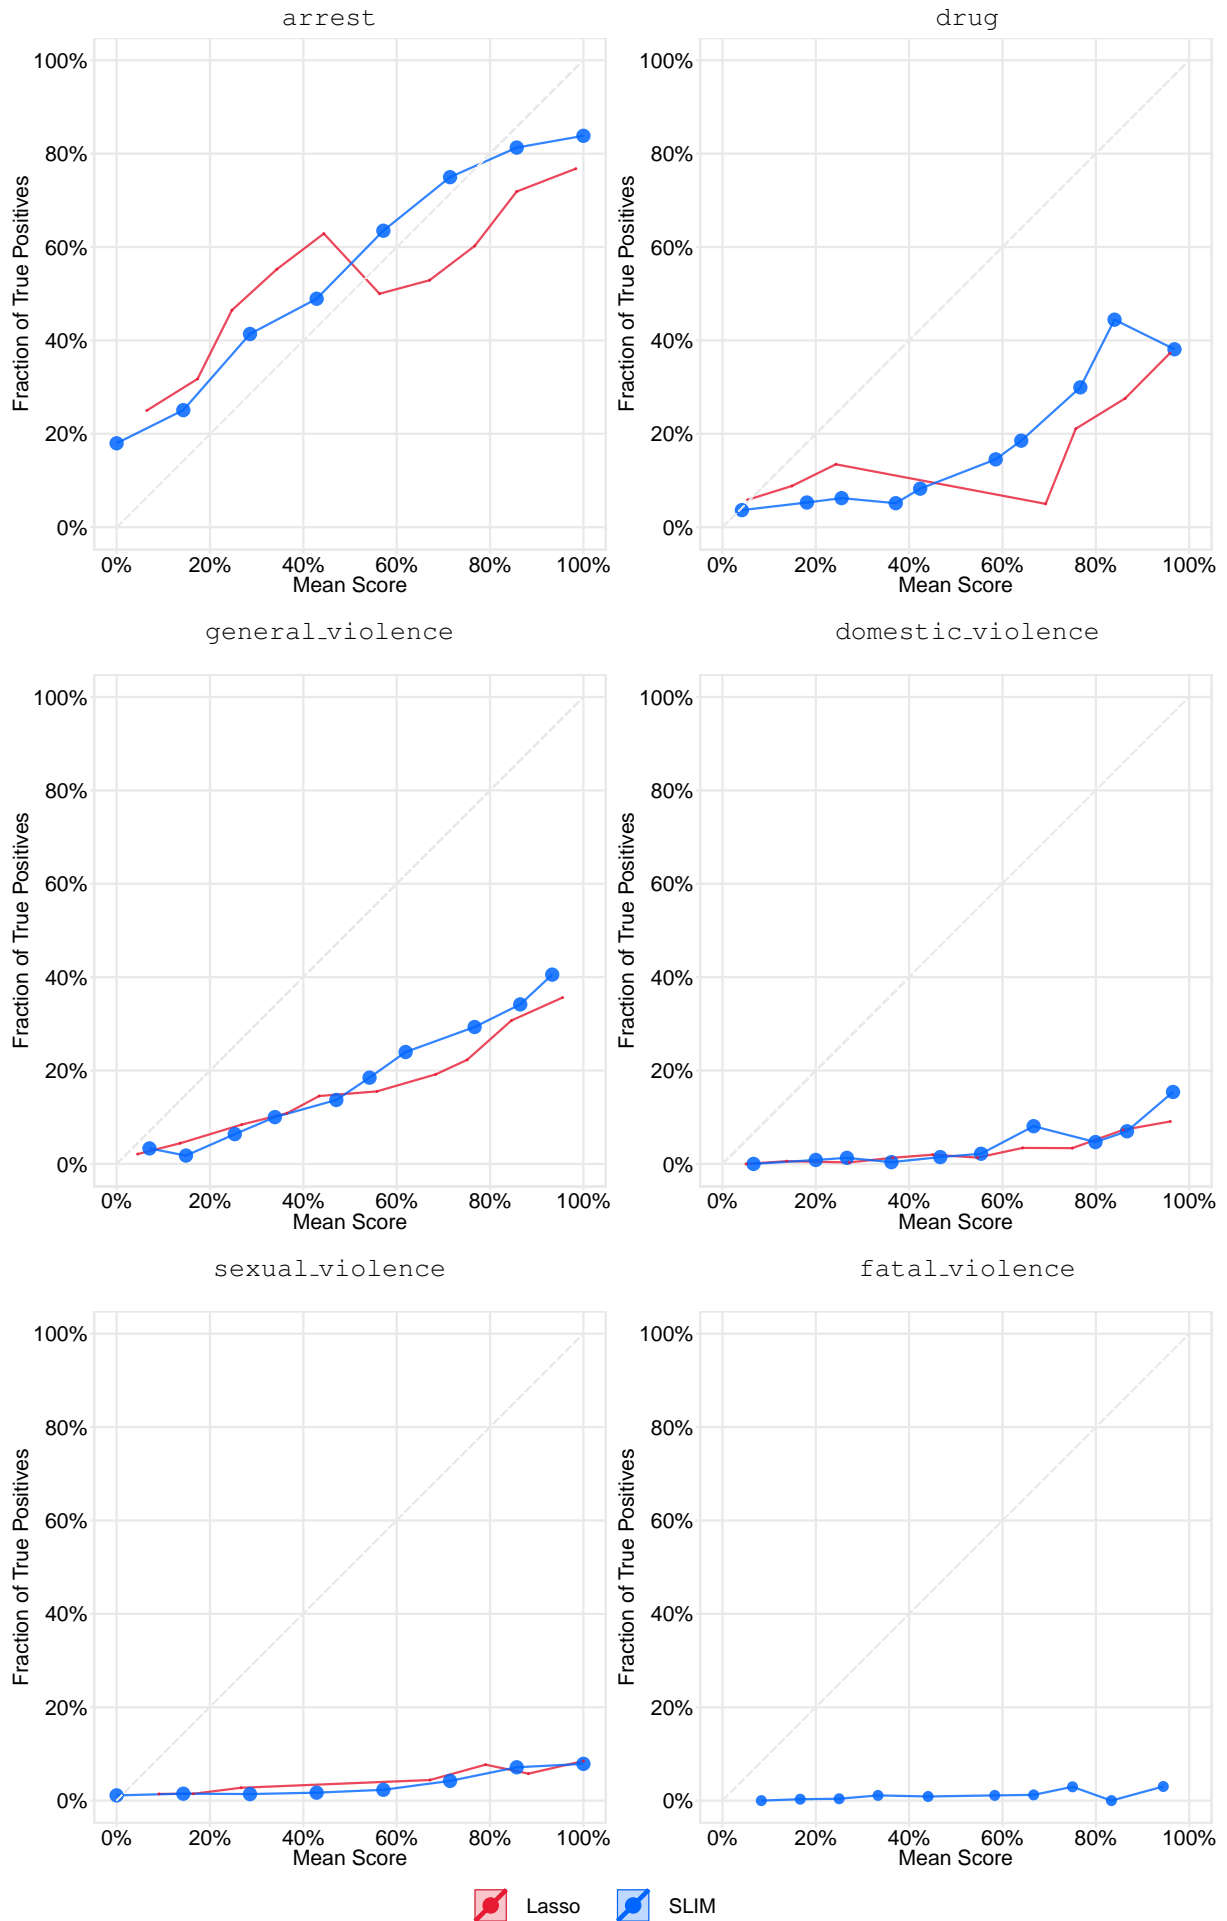 arrest
drug
100%
80%
60%
40%
20%
0%
Fraction of True Positives
0% 20% 40% 60% 80% 100%
Mean Score
100%
80%
60%
40%
20%
0%
Fraction of True Positives
0% 20% 40% 60% 80% 100%
Mean Score
general_violence
domestic_violence
100%
80%
60%
40%
20%
0%
Fraction of True Positives
0% 20% 40% 60% 80% 100%
Mean Score
100%
80%
60%
40%
20%
0%
Fraction of True Positives
0% 20% 40% 60% 80% 100%
Mean Score
sexual_violence
fatal_violence
100%
80%
60%
40%
20%
0%
Fraction of True Positives
0% 20% 40% 60% 80% 100%
Mean Score
100%
80%
60%
40%
20%
0%
Fraction of True Positives
0% 20% 40% 60% 80% 100%
Mean Score
Lasso SLIM